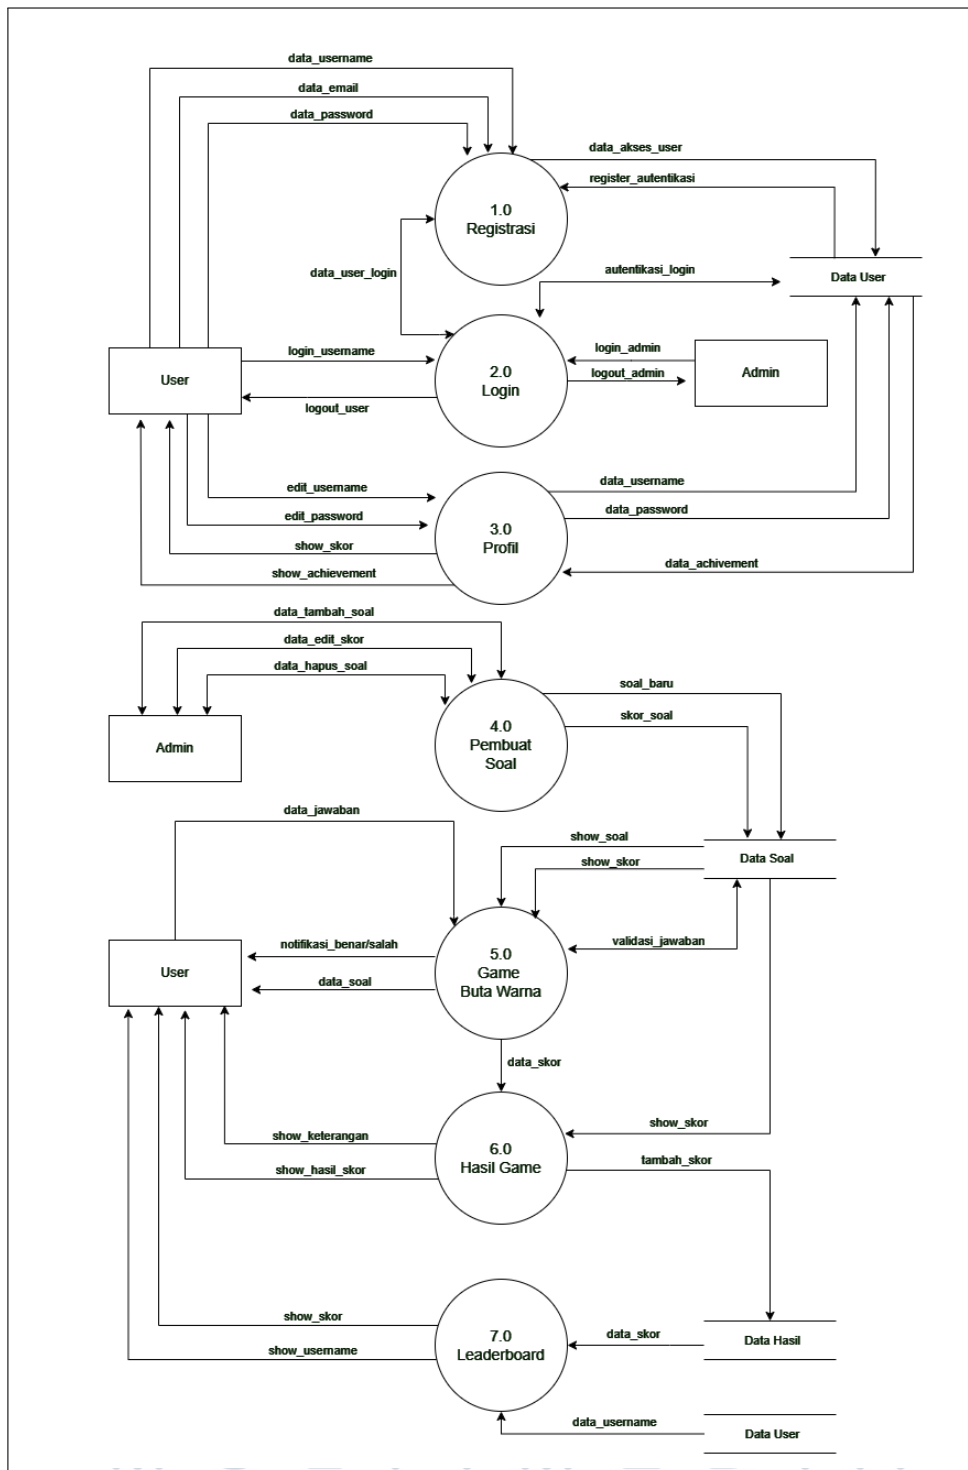 data_username
data_email
data_password
data_akses_user
register_autentikasi
1.0
Registrasi
data_user_login
autentikasi_login
Data User
login_username
login_admin
2.0
Login
logout_admin
Admin
User
logout_user
edit_username
data_username
edit_password
data_password
3.0
Profil
show_skor
show_achievement
data_achivement
data_tambah_soal
data_edit_skor
data_hapus_soal
soal_baru
skor_soal
4.0
Pembuat
Soal
Admin
data_jawaban
show_soal
show_skor
Data Soal
notifikasi_benar/salah
validasi_jawaban
5.0
Game
Buta Warna
User
data_soal
data_skor
show_keterangan
show_skor
6.0
Hasil Game
show_hasil_skor
tambah_skor
show_skor
7.0
Leaderboard
data_skor
Data Hasil
show_username
data_username
Data User